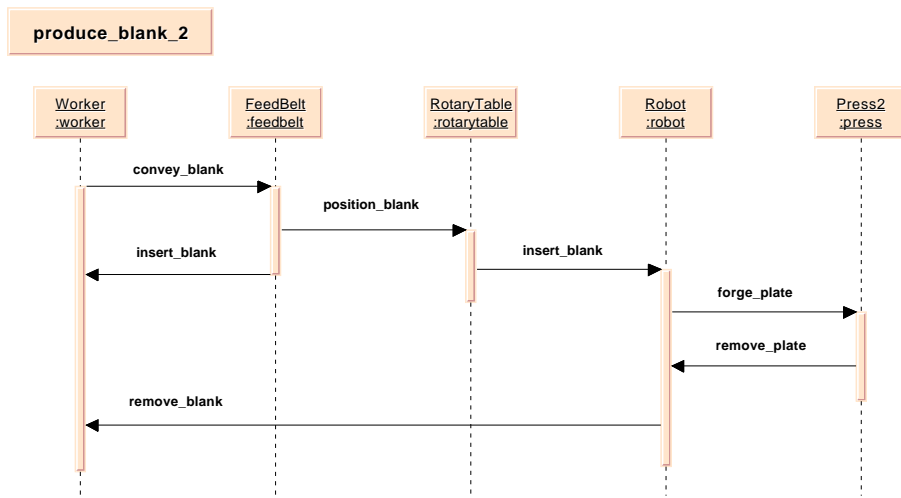 produce_blank_2
Worker
:worker
FeedBelt
:feedbelt
RotaryTable
:rotarytable
Robot
:robot
Press2
:press
convey_blank
position_blank
insert_blank
insert_blank
forge_plate
remove_plate
remove_blank